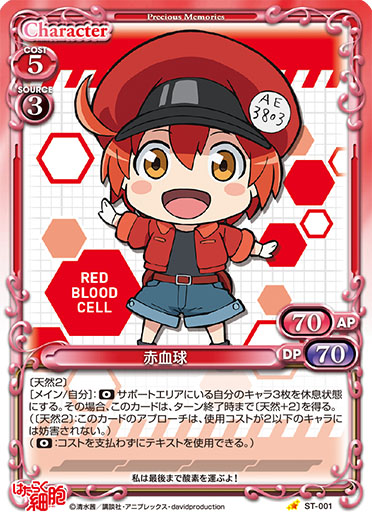 Precious Memories
Character
COST
5
SOURCE
3
AE
3803
RED
BLOOD
CELL
70 AP
赤血球
DP 70
[天然2]
[メイン/自分]:0サポートエリアにいる自分のキャラ3枚を休息状態
にする。その場合、このカードは、ターン終了時まで〔天然+2〕を得る。
(〔天然2〕:このカードのアプローチは、使用コストが2以下のキャラに
は妨害されない。)
(0:コストを支払わずにテキストを使用できる。)
私は最後まで酸素を運ぶよ!
はたらく細胞
©清水茜/講談社・アニプレックス・davidproduction
ST-001